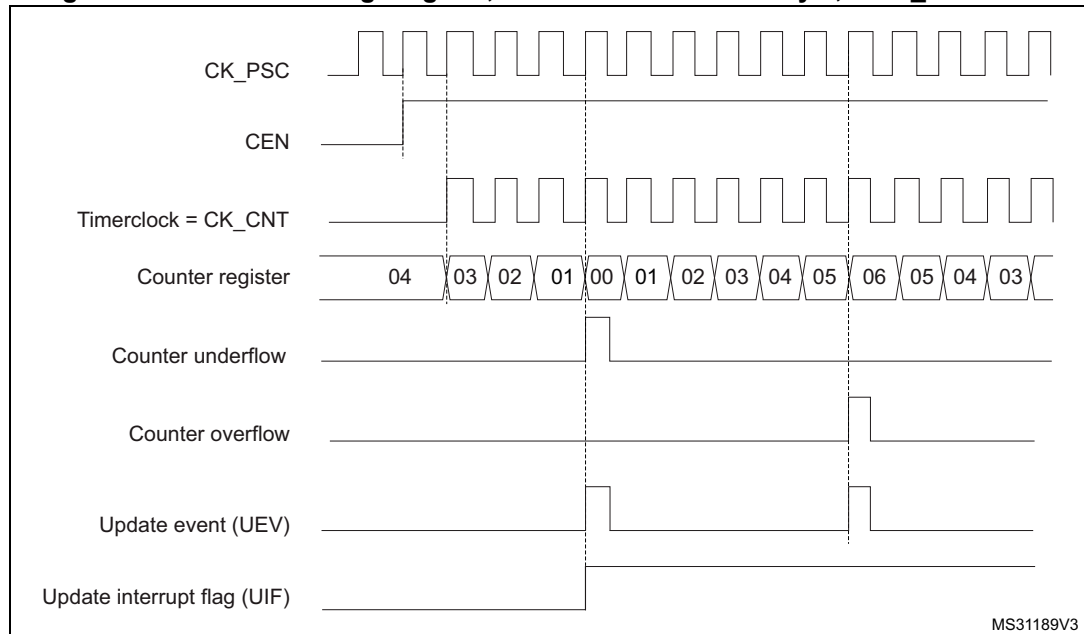 CK_PSC
CEN
Timerclock = CK_CNT
Counter register 04 03 02 01 00 01 02 03 04 05 06 05 04 03
Counter underflow
Counter overflow
Update event (UEV)
Update interrupt flag (UIF)
MS31189V3